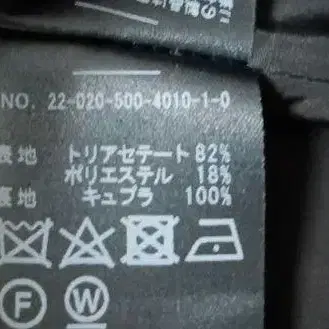 NO. 22-020-500-4010-1-0
表地 トリアセテート 82%
ポリエステル 18%
裏地 キュプラ 100%
F W